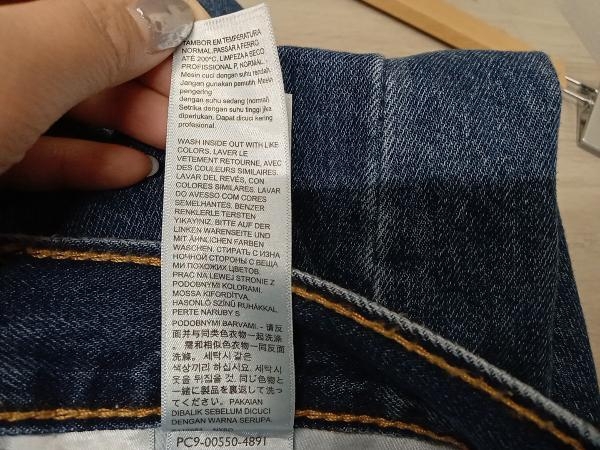 TAMBOR EM TEMPERATURA
NORMAL. PASSAR A FERRO
ATÉ 200°C. LIMPEZA A SECO
PROFISSIONAL P, NORMAL.
Mesin cuci dengan suhu rendah.
Jangan gunakan pemutih. Mesin
pengering
dengan suhu sedang (normal)
Setrika dengan suhu tinggi jika
diperlukan. Dapat dicuci kering
profesional.
WASH INSIDE OUT WITH LIKE
COLORS. LAVER LE
VETEMENT RETOURNE, AVEC
DES COULEURS SIMILAIRES.
LAVAR DEL REVÉS, CON
COLORES SIMILARES. LAVAR
DO AVESSO COM CORES
SEMELHANTES. BENZER
RENKLERLE TERSTEN
YIKAYINIZ. BITTE AUF DER
LINKEN WARENSEITE UND
MIT ÄHNLICHEN FARBEN
WASCHEN. СТИРАТЬ С ИЗНА
НОЧНОЙ СТОРОНЫ С ВЕЩА
МИ ПОХОЖИХ ЦВЕТОВ.
PRAC NA LEWEJ STRONIE Z
PODOBNYMI KOLORAMI.
MOSSA KIFORDÍTVA,
HASONLÓ SZÍNŰ RUHÁKKAL.
PERTE NARUBY S
PODOBNÝMI BARVAMI. - 请反
面并与同类色衣物一起洗涤
。需和相似色衣物一同反面
洗滌。세탁시 같은
색상끼리 하십시요. 세탁시
옷을 뒤집을 것. 同じ色物と
一緒に製品を裏返して洗っ
てください。PAKAIAN
DIBALIK SEBELUM DICUCI
DENGAN WARNA SERUPA.
PC9-00550-4891